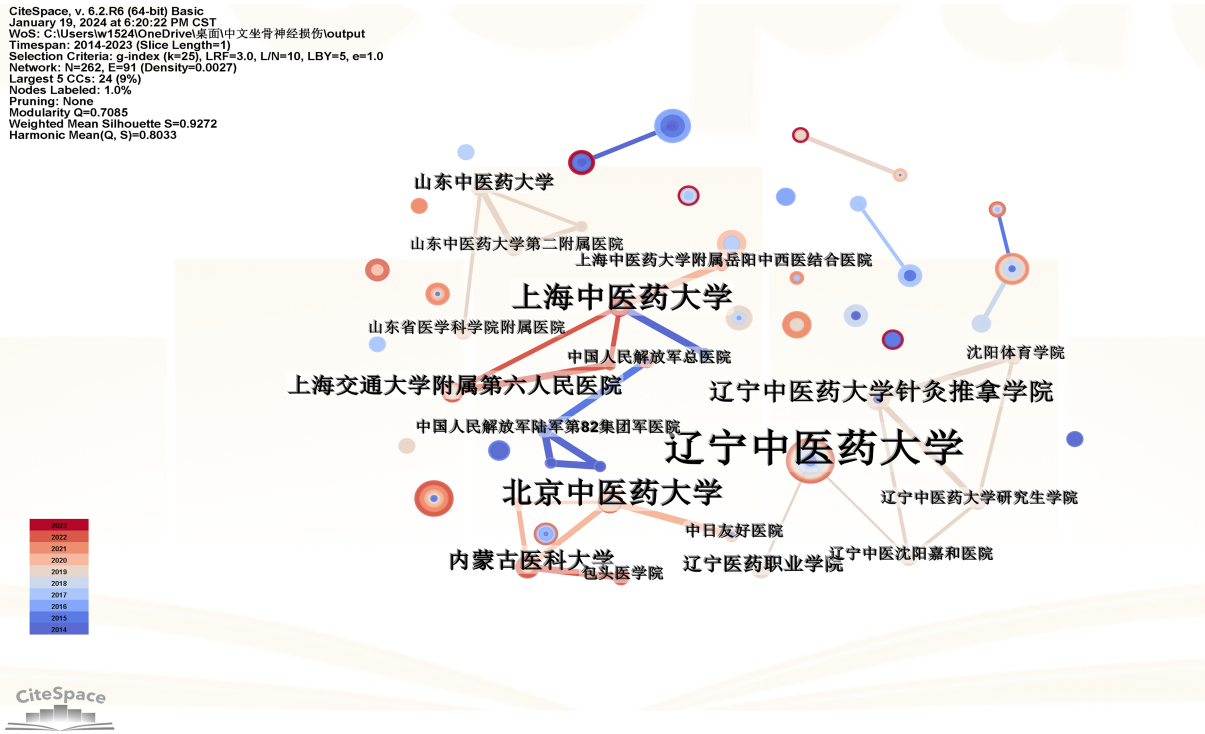 CiteSpace, v. 6.2.R6 (64-bit) Basic
January 19, 2024 at 6:20:22 PM CST
WoS: C:\Users\w1524\OneDrive\桌面\中文坐骨神经损伤\output
Timespan: 2014-2023 (Slice Length=1)
Selection Criteria: g-index (k=25), LRF=3.0, L/N=10, LBY=5, e=1.0
Network: N=262, E=91 (Density=0.0027)
Largest 5 CCs: 24 (9%)
Nodes Labeled: 1.0%
Pruning: None
Modularity Q=0.7085
Weighted Mean Silhouette S=0.9272
Harmonic Mean(Q, S)=0.8033
山东中医药大学
山东中医药大学第二附属医院
上海中医药大学附属岳阳中西医结合医院
上海中医药大学
山东省医学科学院附属医院
中国人民解放军总医院
沈阳体育学院
上海交通大学附属第六人民医院
辽宁中医药大学针灸推拿学院
中国人民解放军陆军第82集团军医院
辽宁中医药大学
北京中医药大学
辽宁中医药大学研究生学院
中日友好医院
内蒙古医科大学
包头医学院
辽宁医药职业学院
辽宁中医沈阳嘉和医院
2023
2022
2021
2020
2019
2018
2017
2016
2015
2014
CiteSpace